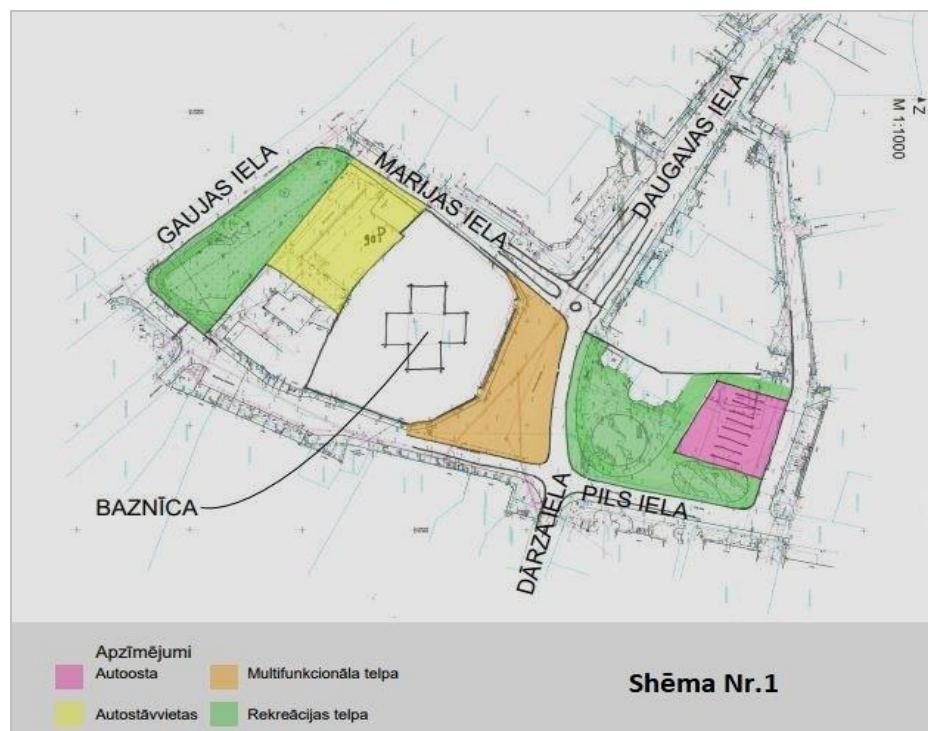 GAUJAS IELA
MARIJAS IELA
DAUGAVAS IELA
Z
M 1:1000
90P
BAZNĪCA
DĀRZA IELA
PILS IELA
Apzīmējumi
Autoosta
Multifunkcionāla telpa
Autostāvvietas
Rekreācijas telpa
Shēma Nr.1